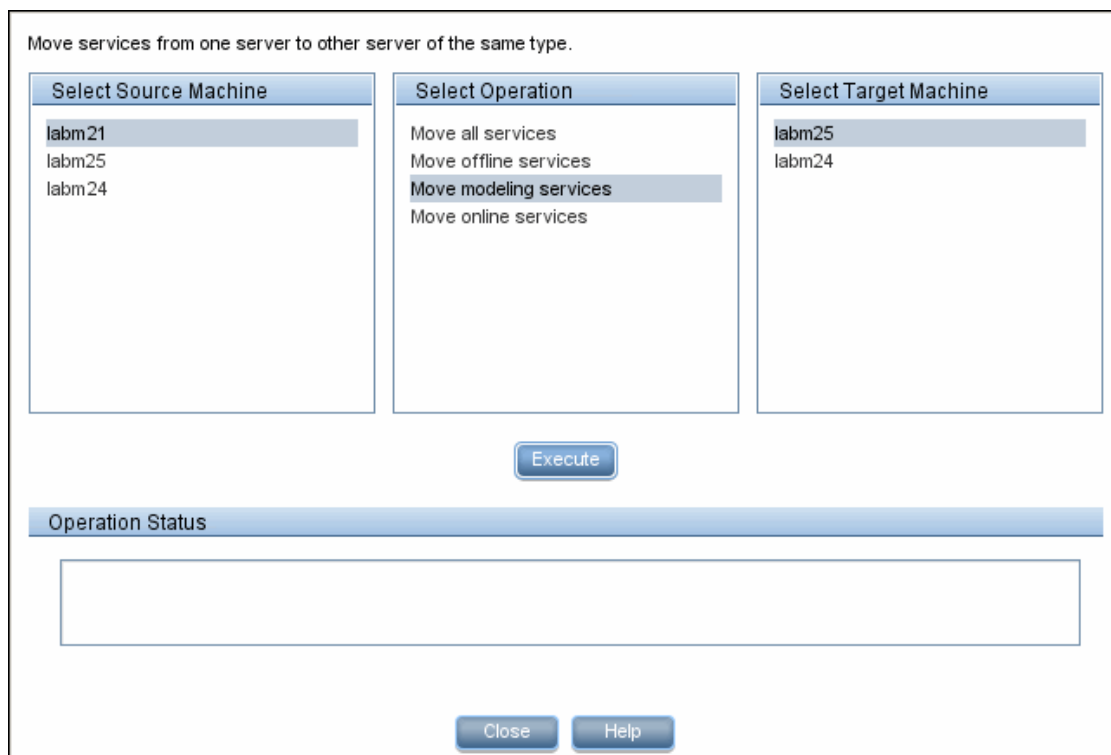 Move services from one server to other server of the same type.
Select Source Machine
labm21
labm25
labm24
Select Operation
Move all services
Move offline services
Move modeling services
Move online services
Select Target Machine
labm25
labm24
Execute
Operation Status
Close
Help